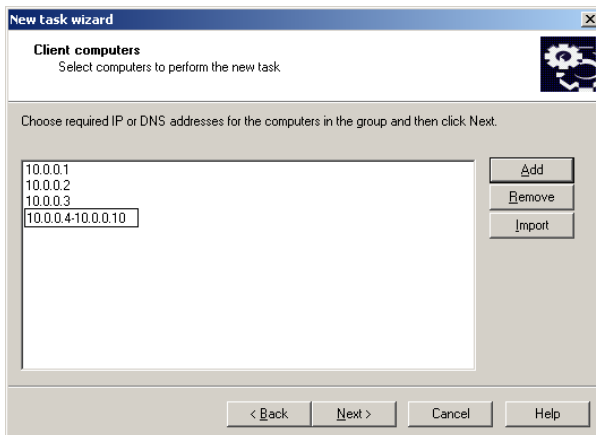 New task wizard
Client computers
Select computers to perform the new task
Choose required IP or DNS addresses for the computers in the group and then click Next.
10.0.0.1
10.0.0.2
10.0.0.3
10.0.0.4-10.0.0.10
Add
Remove
Import
< Back
Next >
Cancel
Help